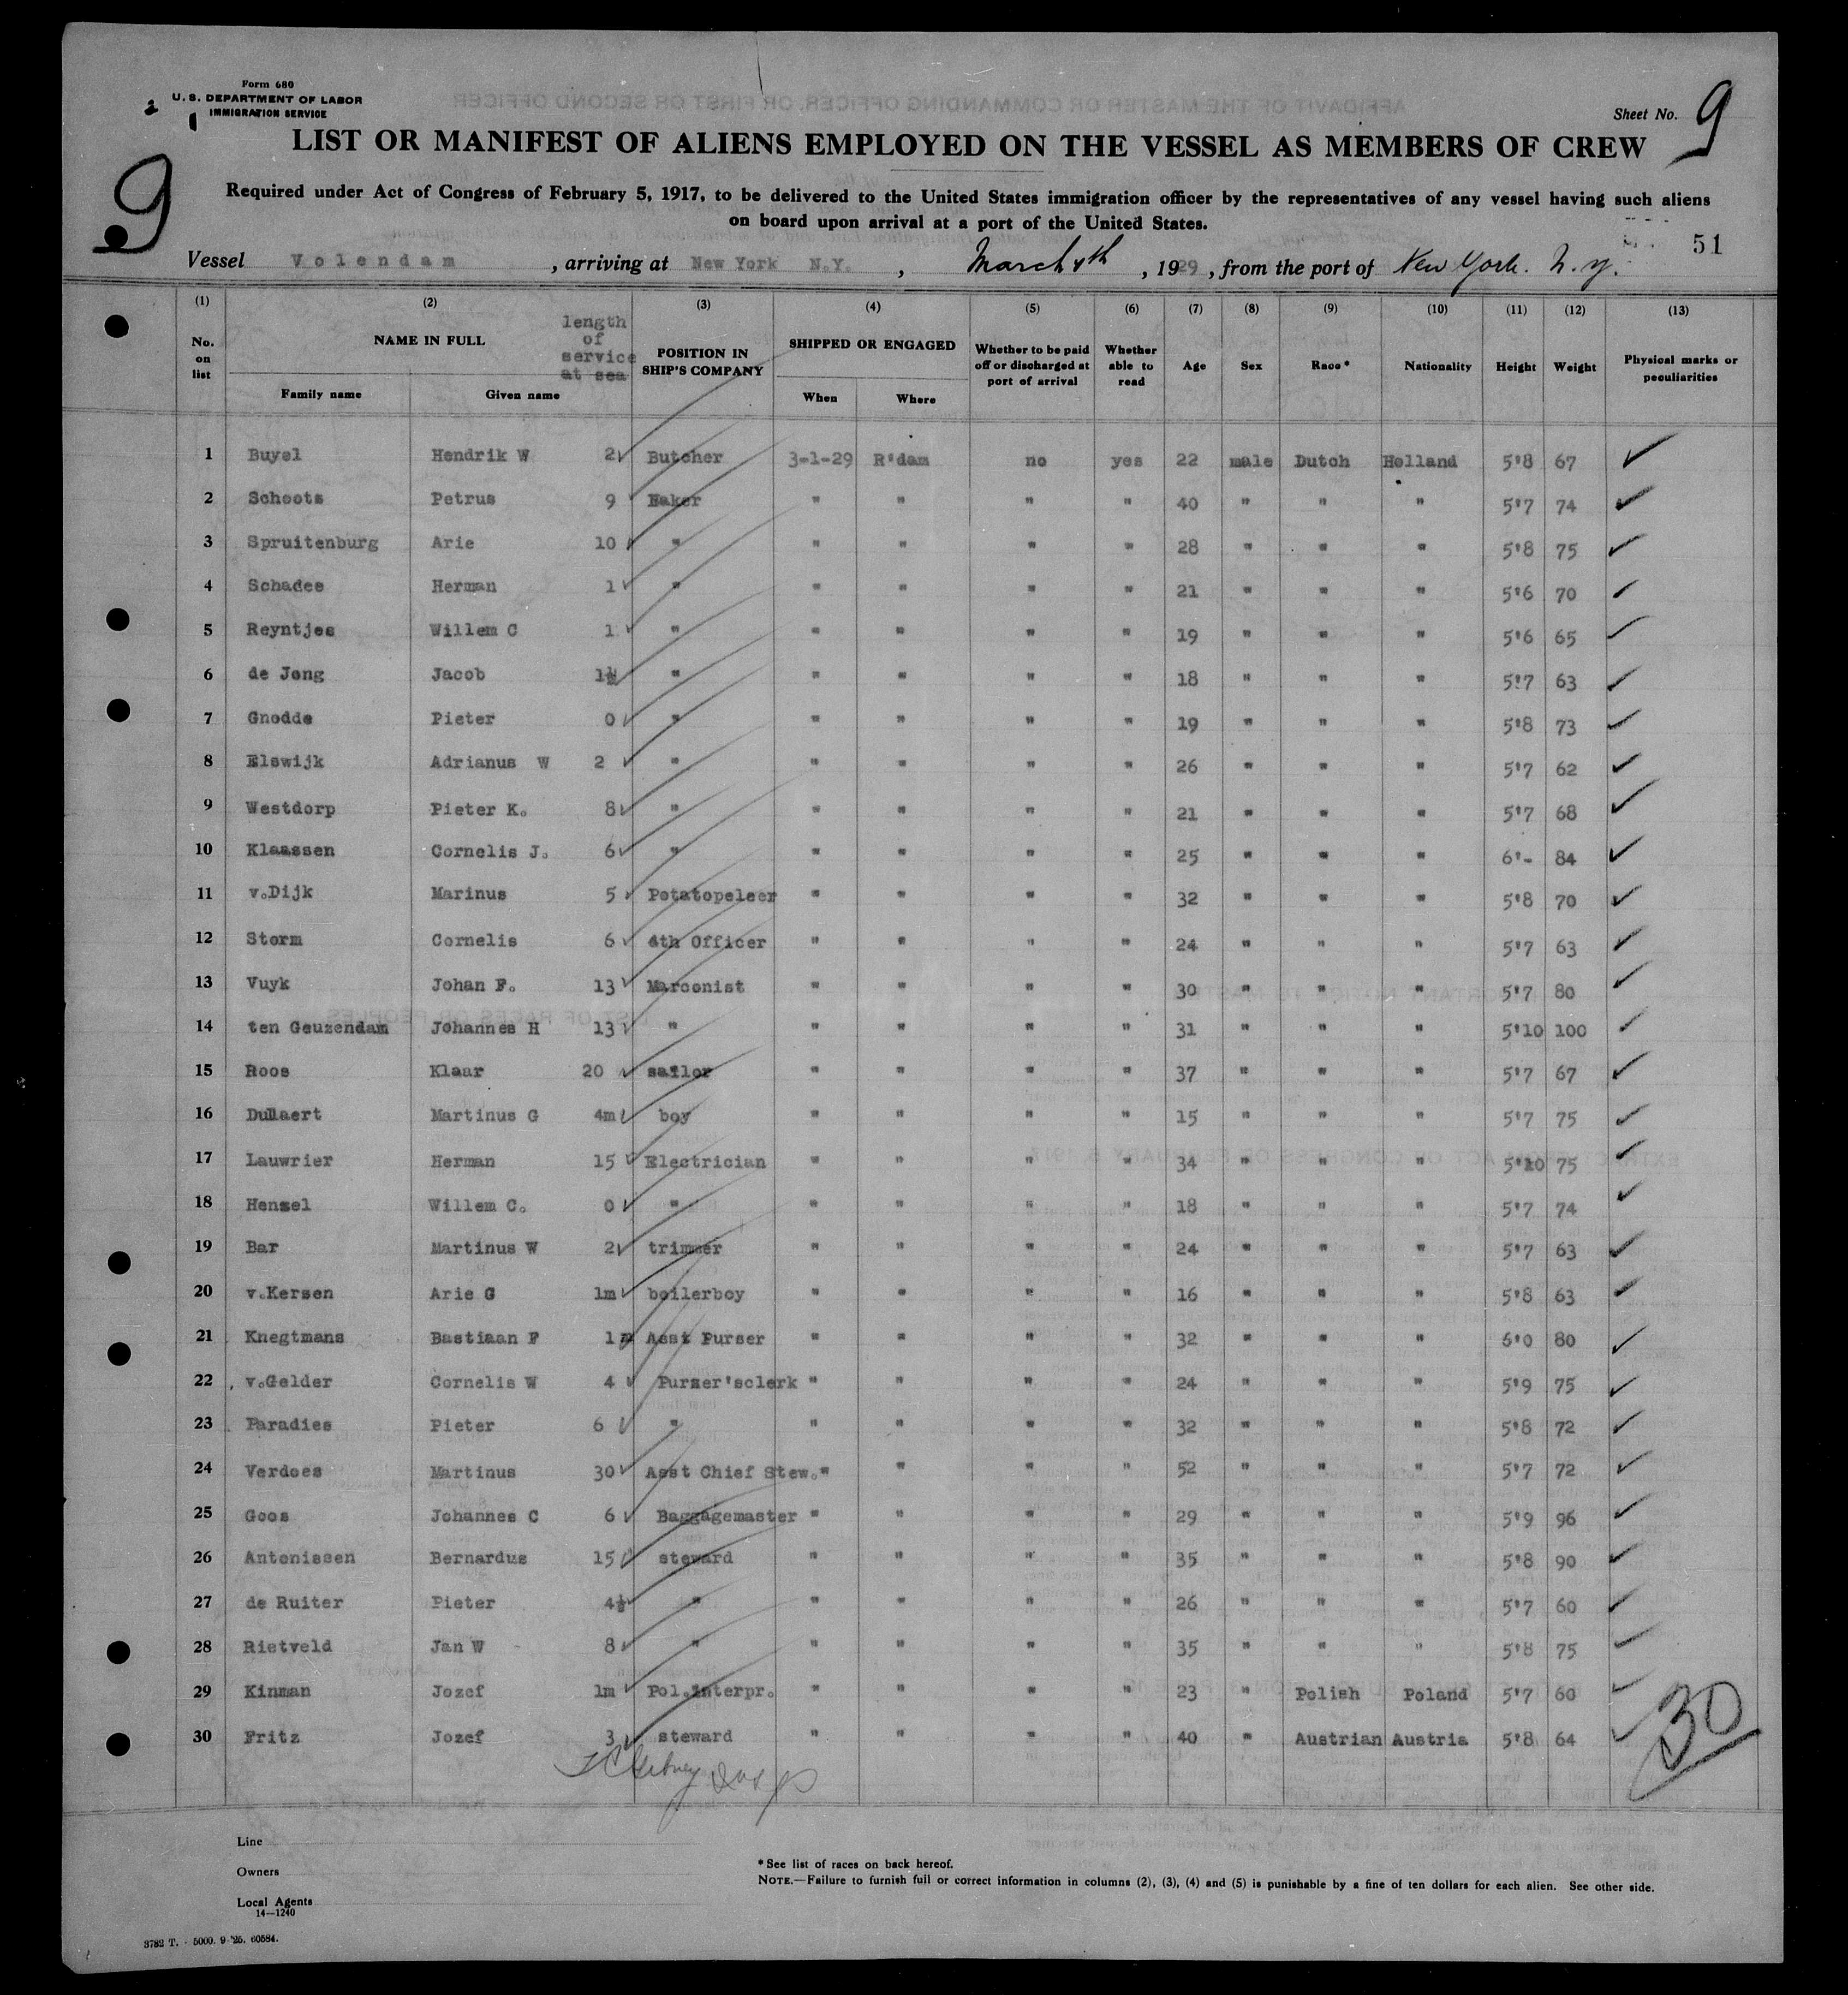 Form 680
U. S. DEPARTMENT OF LABOR
IMMIGRATION SERVICE
Sheet No. 9
LIST OR MANIFEST OF ALIENS EMPLOYED ON THE VESSEL AS MEMBERS OF CREW
9
Required under Act of Congress of February 5, 1917, to be delivered to the United States immigration officer by the representatives of any vessel having such aliens
on board upon arrival at a port of the United States.
51
Vessel Volendam , arriving at New York N.Y. , March 4th , 1929 , from the port of New York. N.Y.
(1) (2) (3) (4) (5) (6) (7) (8) (9) (10) (11) (12) (13)
No. on list NAME IN FULL length of service at sea POSITION IN SHIP'S COMPANY SHIPPED OR ENGAGED Whether to be paid off or discharged at port of arrival Whether able to read Age Sex Race* Nationality Height Weight Physical marks or peculiarities
Family name Given name When Where
1 Buyel Hendrik W 2 Butcher 3-1-29 R'dam no yes 22 male Dutch Holland 5'8 67
2 Schoots Petrus 9 Baker " " " " 40 " " " 5'7 74
3 Spruitenburg Arie 10 " " " " " 28 " " " 5'8 75
4 Schades Herman 1 " " " " " 21 " " " 5'6 70
5 Reyntjes Willem C 1 " " " " " 19 " " " 5'6 65
6 de Jong Jacob 1½ " " " " " 18 " " " 5'7 63
7 Gnodde Pieter 0 " " " " " 19 " " " 5'8 73
8 Elswijk Adrianus W 2 " " " " " 26 " " " 5'7 62
9 Westdorp Pieter K. 8 " " " " " 21 " " " 5'7 68
10 Klaassen Cornelis J. 6 " " " " " 25 " " " 6'- 84
11 v.Dijk Marinus 5 Potatopeleer " " " " 32 " " " 5'8 70
12 Storm Cornelis 6 4th Officer " " " " 24 " " " 5'7 63
13 Vuyk Johan F. 13 Marconist " " " " 30 " " " 5'7 80
14 ten Geuzendam Johannes H 13 " " " " " 31 " " " 5'10 100
15 Roos Klaar 20 sailor " " " " 37 " " " 5'7 67
16 Dullaert Martinus G 4m boy " " " " 15 " " " 5'7 75
17 Lauwrier Herman 15 Electrician " " " " 34 " " " 5'10 75
18 Hensel Willem C. 0 " " " " " 18 " " " 5'7 74
19 Bar Martinus W 2 trimmer " " " " 24 " " " 5'7 63
20 v.Kersen Arie G 1m boilerboy " " " " 16 " " " 5'8 63
21 Knegtmans Bastiaan F 1 Asst Purser " " " " 32 " " " 6'0 80
22 v.Gelder Cornelis W 4 Purser'sclerk " " " " 24 " " " 5'9 75
23 Paradies Pieter 6 " " " " " 32 " " " 5'8 72
24 Verdoes Martinus 30 Asst Chief Stew. " " " " 52 " " " 5'7 72
25 Goos Johannes C 6 Baggagemaster " " " " 29 " " " 5'9 96
26 Antonissen Bernardus 15 steward " " " " 35 " " " 5'8 90
27 de Ruiter Pieter 4½ " " " " " 26 " " " 5'7 60
28 Rietveld Jan W 8 " " " " " 35 " " " 5'8 75
29 Kinman Jozef 1m Pol.interpr. " " " " 23 " Polish Poland 5'7 60
30 Fritz Jozef 3 steward " " " " 40 " Austrian Austria 5'8 64
30
Line
Owners
Local Agents
14—1240
*See list of races on back hereof.
NOTE.—Failure to furnish full or correct information in columns (2), (3), (4) and (5) is punishable by a fine of ten dollars for each alien. See other side.
3782 T. - 5000. 9-'25. 60584.